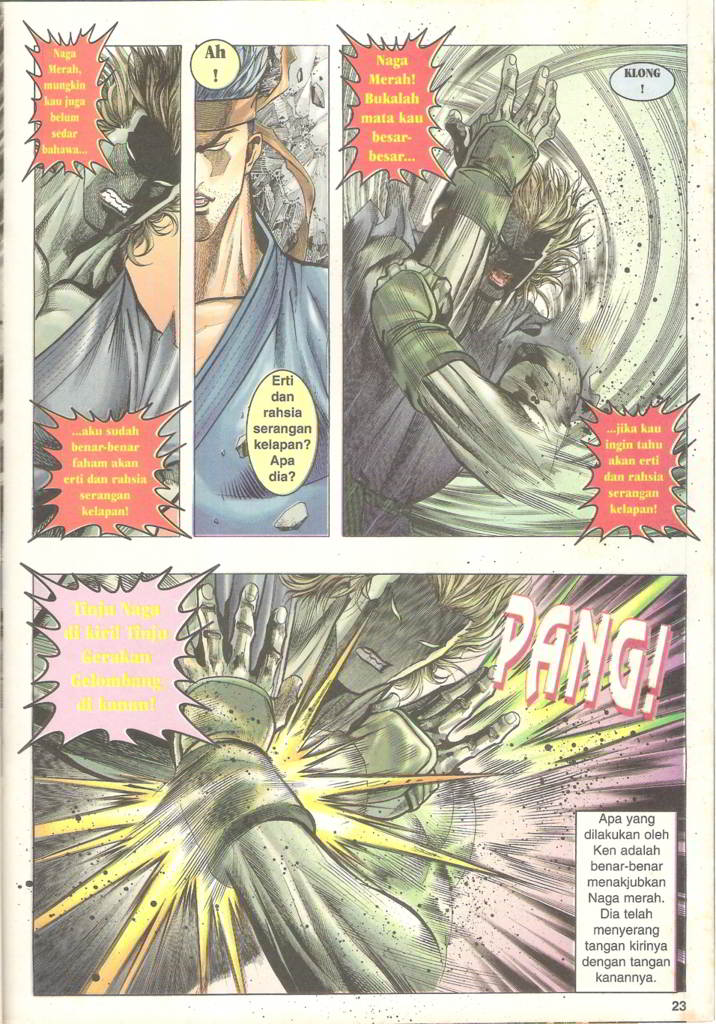 Naga
Merah,
mungkin
kau juga
belum
sedar
bahawa...
...aku sudah
benar-benar
faham akan
erti dan rahsia
serangan
kelapan!
Ah
!
Erti
dan
rahsia
serangan
kelapan?
Apa
dia?
Naga
Merah!
Bukalah
mata kau
besar-
besar...
KLONG
!
...jika kau
ingin tahu
akan erti
dan rahsia
serangan
kelapan!
Tinju Naga
di kiri! Tinju
Gerakan
Gelombang
di kanan!
PANG!
Apa yang
dilakukan oleh
Ken adalah
benar-benar
menakjubkan
Naga merah.
Dia telah
menyerang
tangan kirinya
dengan tangan
kanannya.
23